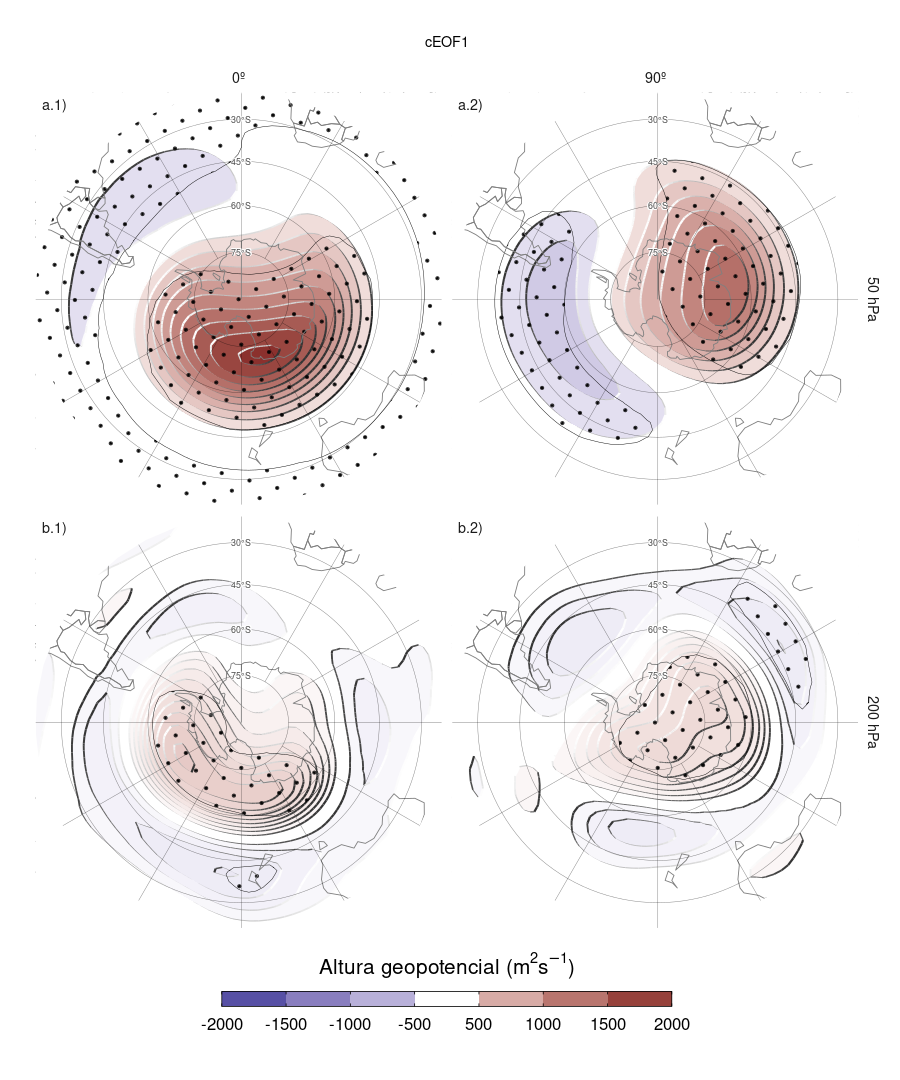 cEOF1
0º 90º
a.1) a.2)
30°S 30°S
45°S 45°S
60°S 60°S
75°S 75°S
50 hPa
b.1) b.2)
30°S 30°S
45°S 45°S
60°S 60°S
75°S 75°S
200 hPa
Altura geopotencial (m²s⁻¹)
-2000 -1500 -1000 -500 500 1000 1500 2000